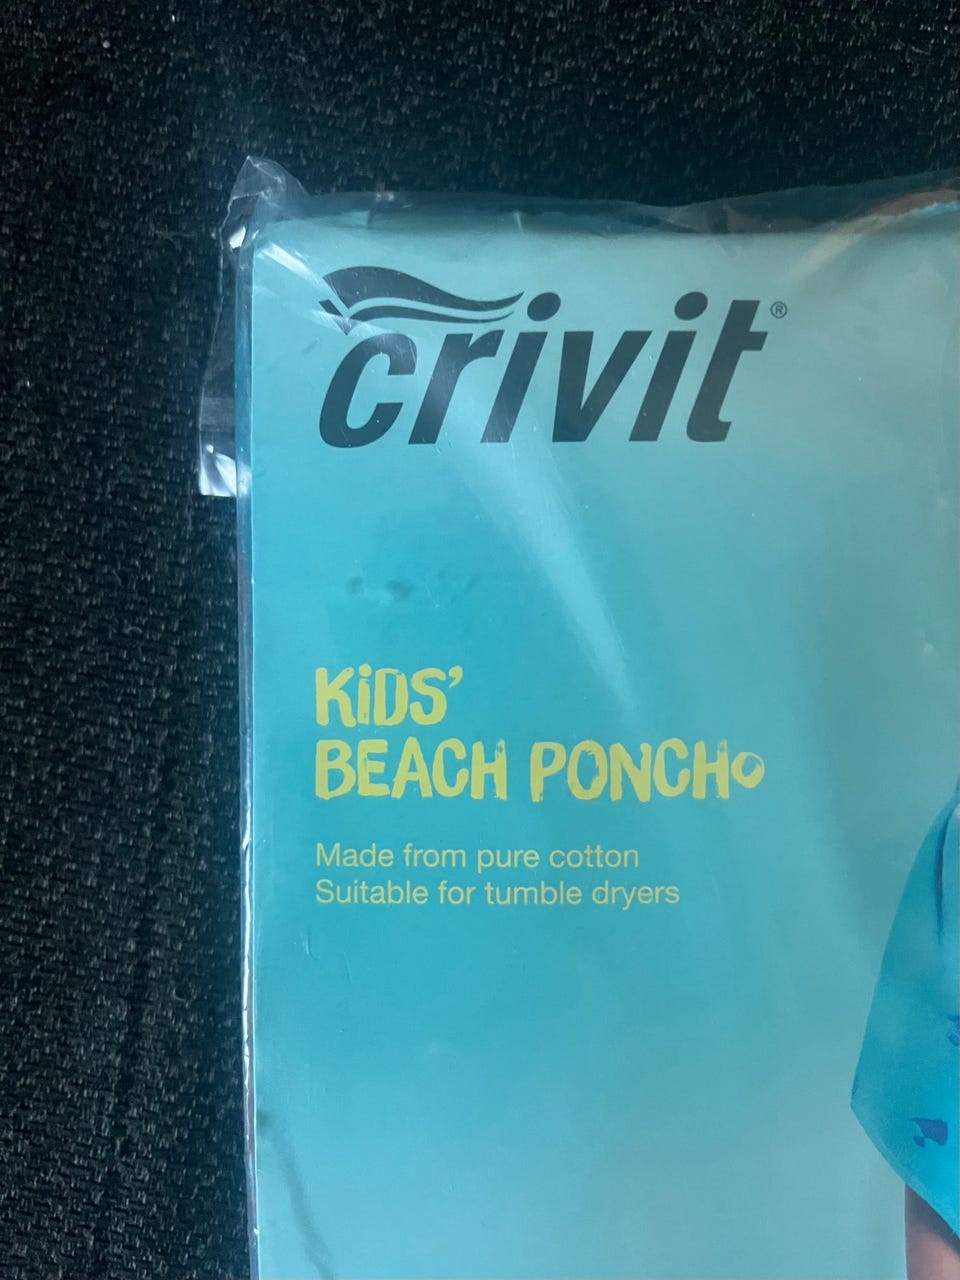 crivit®
KiDS'
BEACH PONCHO
Made from pure cotton
Suitable for tumble dryers